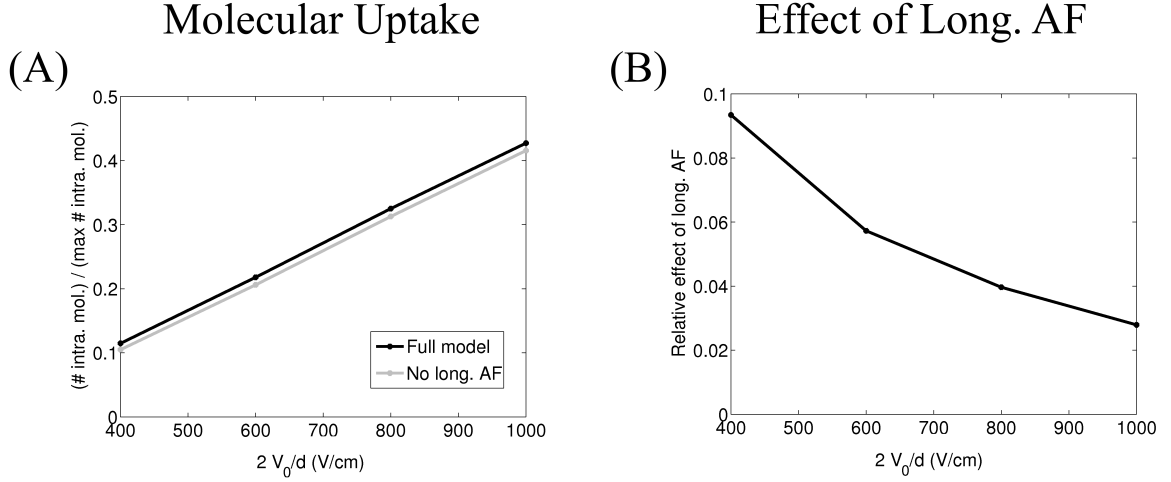 Molecular Uptake
Effect of Long. AF
(A)
(B)
(# intra. mol.) / (max # intra. mol.)
0.5
0.4
0.3
0.2
0.1
0
400 500 600 700 800 900 1000
2 V0/d (V/cm)
Full model
No long. AF
Relative effect of long. AF
0.1
0.08
0.06
0.04
0.02
0
400 500 600 700 800 900 1000
2 V0/d (V/cm)